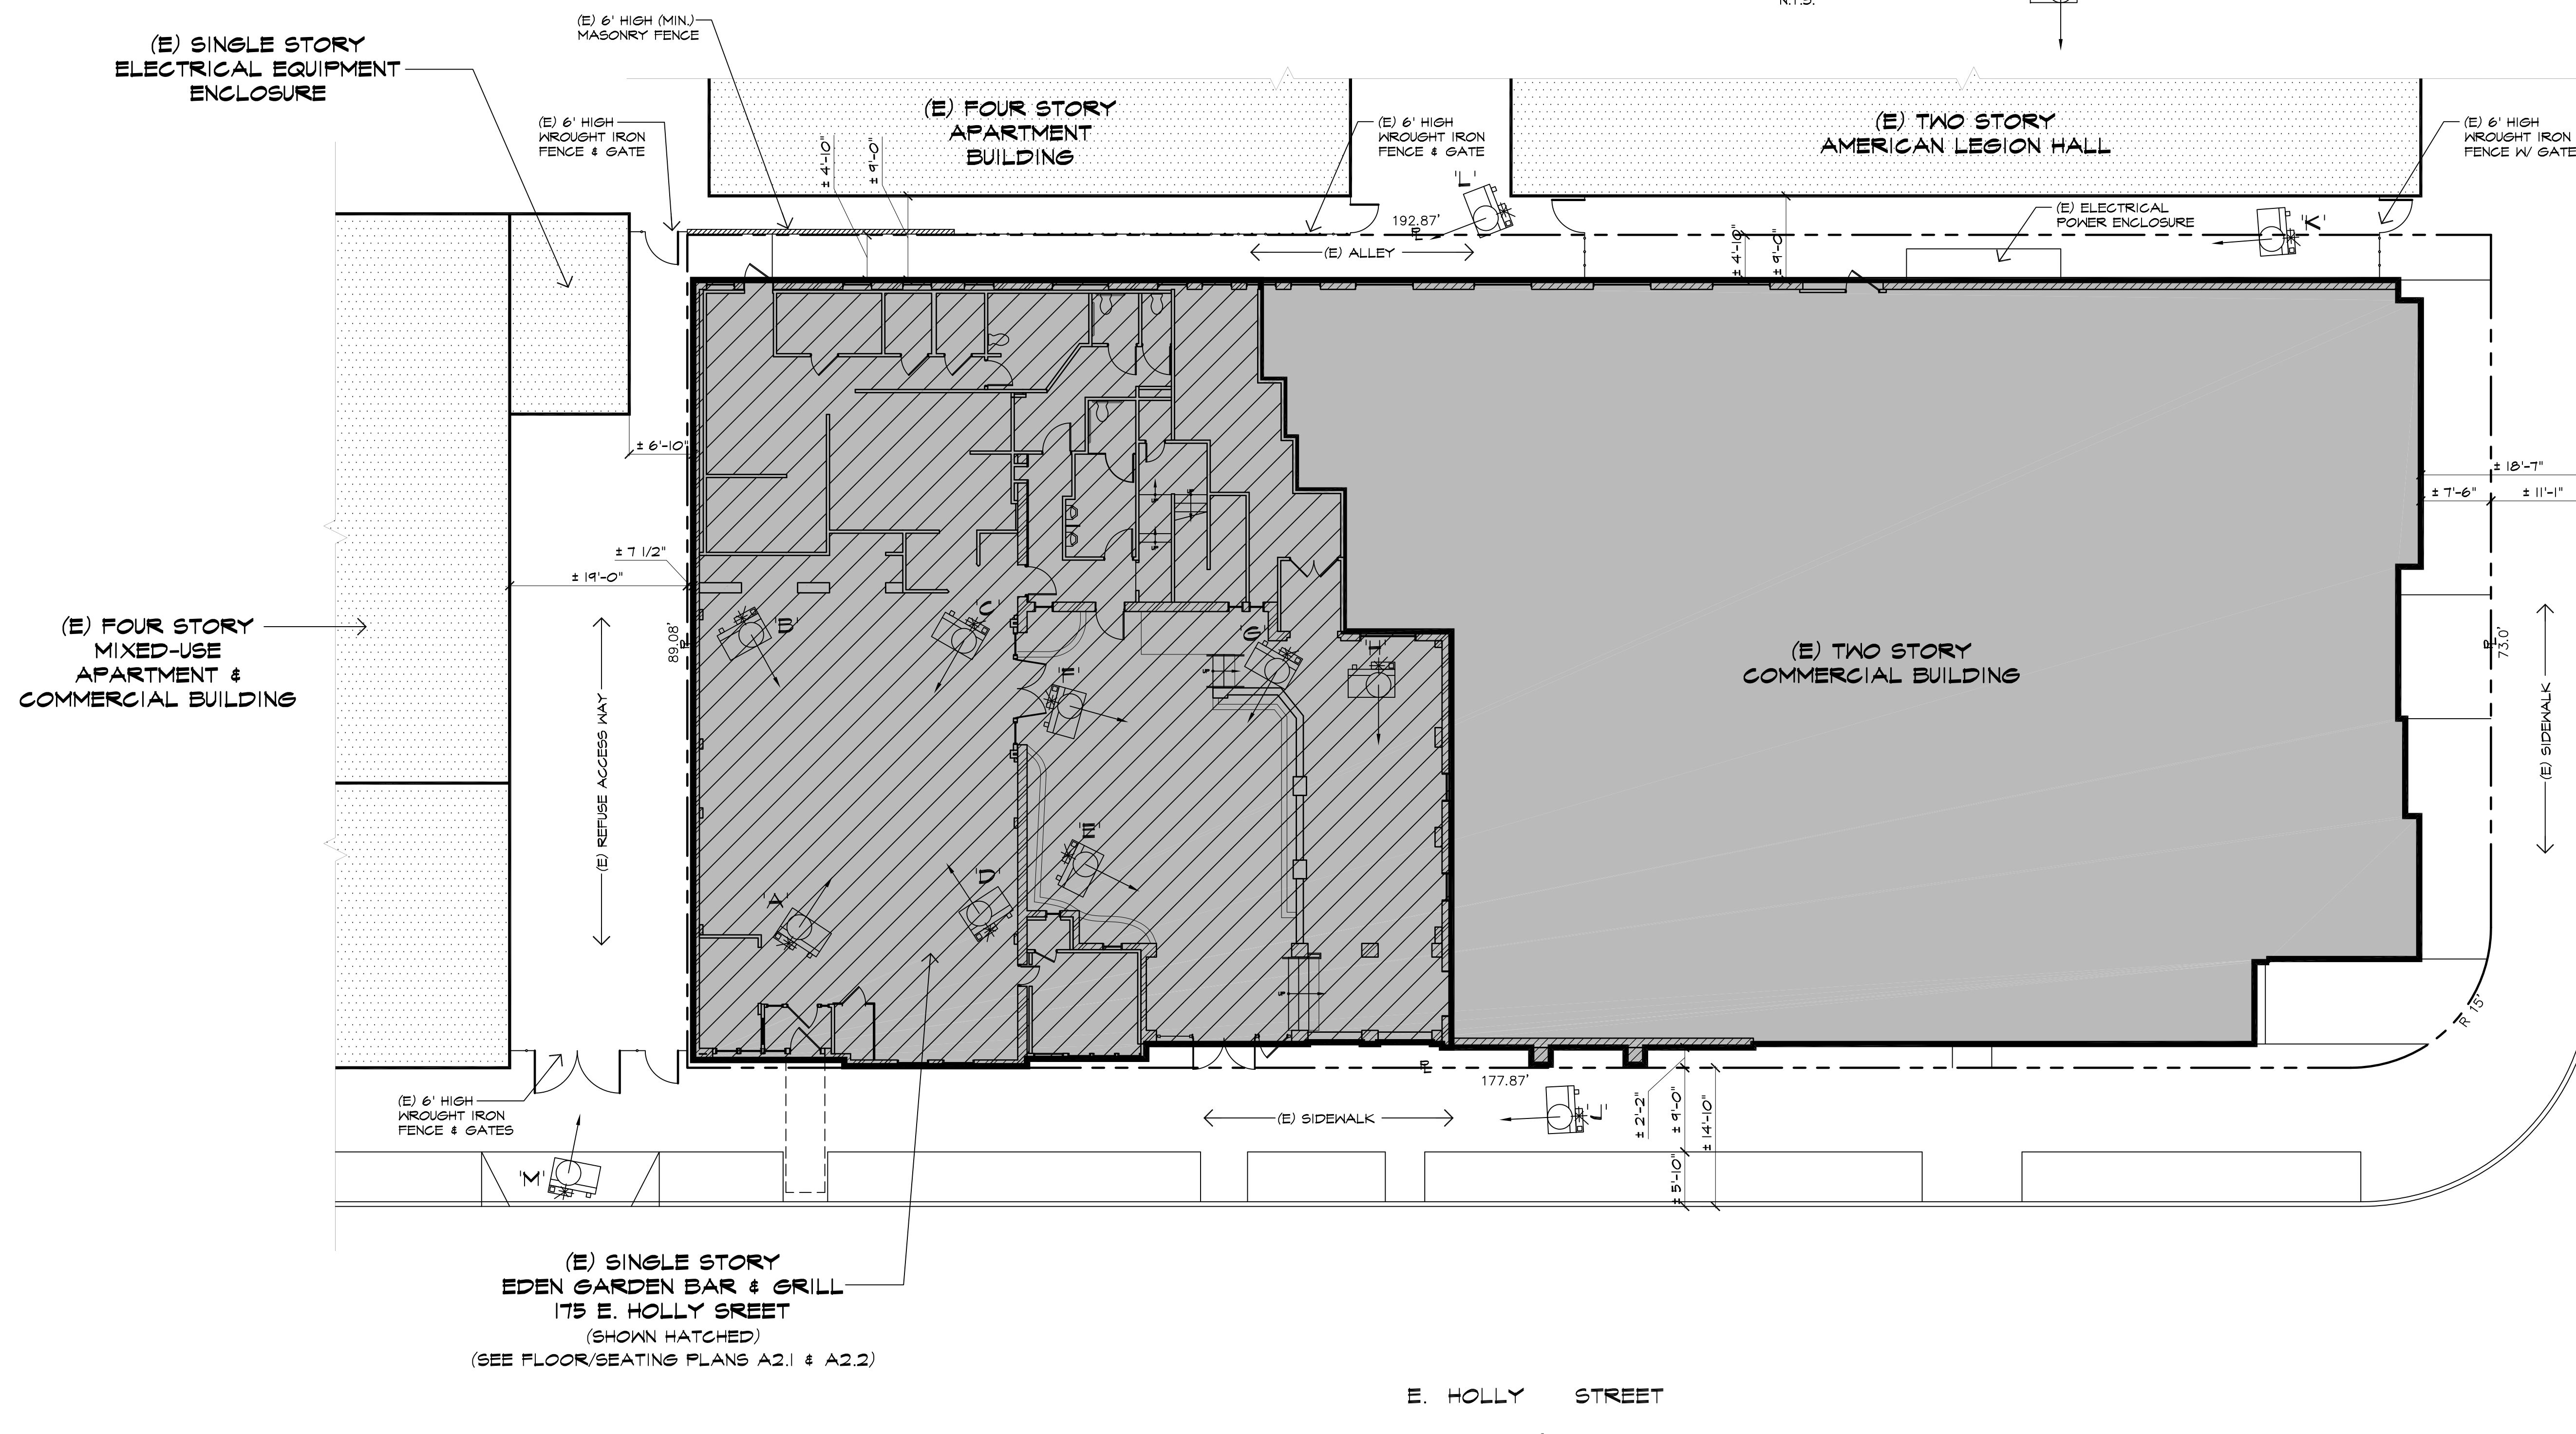 N.T.S.
(E) 6' HIGH (MIN.)
MASONRY FENCE
(E) SINGLE STORY
ELECTRICAL EQUIPMENT
ENCLOSURE
(E) 6' HIGH
WROUGHT IRON
FENCE & GATE
± 4'-10"
± 9'-0"
(E) FOUR STORY
APARTMENT
BUILDING
(E) 6' HIGH
WROUGHT IRON
FENCE & GATE
(E) TWO STORY
AMERICAN LEGION HALL
(E) 6' HIGH
WROUGHT IRON
FENCE W/ GATE
'L'
192.87'
PL
(E) ALLEY
± 4'-10"
± 9'-0"
(E) ELECTRICAL
POWER ENCLOSURE
'K'
± 6'-10"
± 18'-7"
± 7'-6"
± 11'-1"
± 7 1/2"
± 19'-0"
(E) FOUR STORY
MIXED-USE
APARTMENT &
COMMERCIAL BUILDING
(E) REFUSE ACCESS WAY
89.08'
PL
'B'
'C'
'G'
(E) TWO STORY
COMMERCIAL BUILDING
PL
73.0'
(E) SIDEWALK
'A'
'D'
R 15'
(E) 6' HIGH
WROUGHT IRON
FENCE & GATES
PL
177.87'
(E) SIDEWALK
'L'
± 2'-2"
± 9'-0"
± 14'-10"
± 5'-10"
'M'
(E) SINGLE STORY
EDEN GARDEN BAR & GRILL
175 E. HOLLY SREET
(SHOWN HATCHED)
(SEE FLOOR/SEATING PLANS A2.1 & A2.2)
E. HOLLY STREET